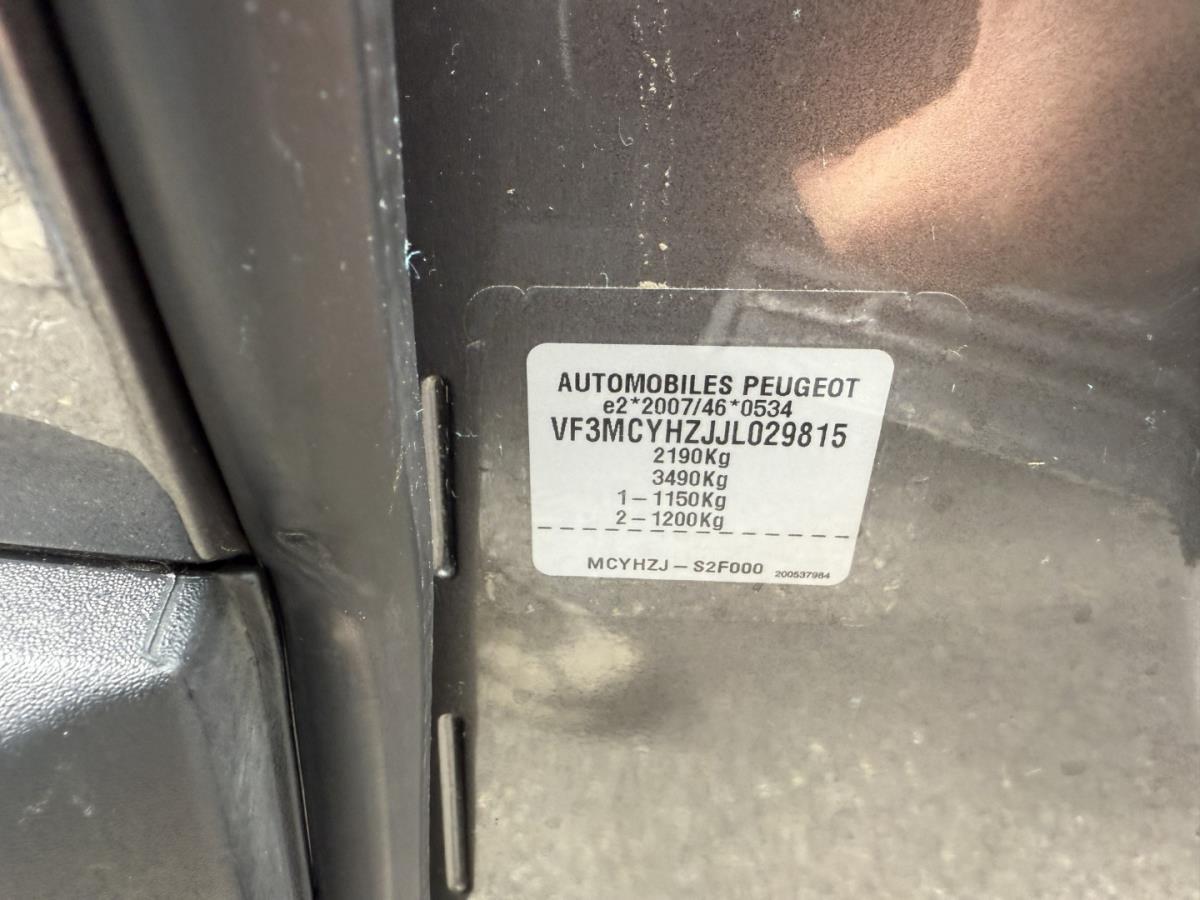 AUTOMOBILES PEUGEOT
e2*2007/46*0534
VF3MCYHZJJL029815
2190Kg
3490Kg
1-1150Kg
2-1200Kg
MCYHZJ-S2F000 200537984